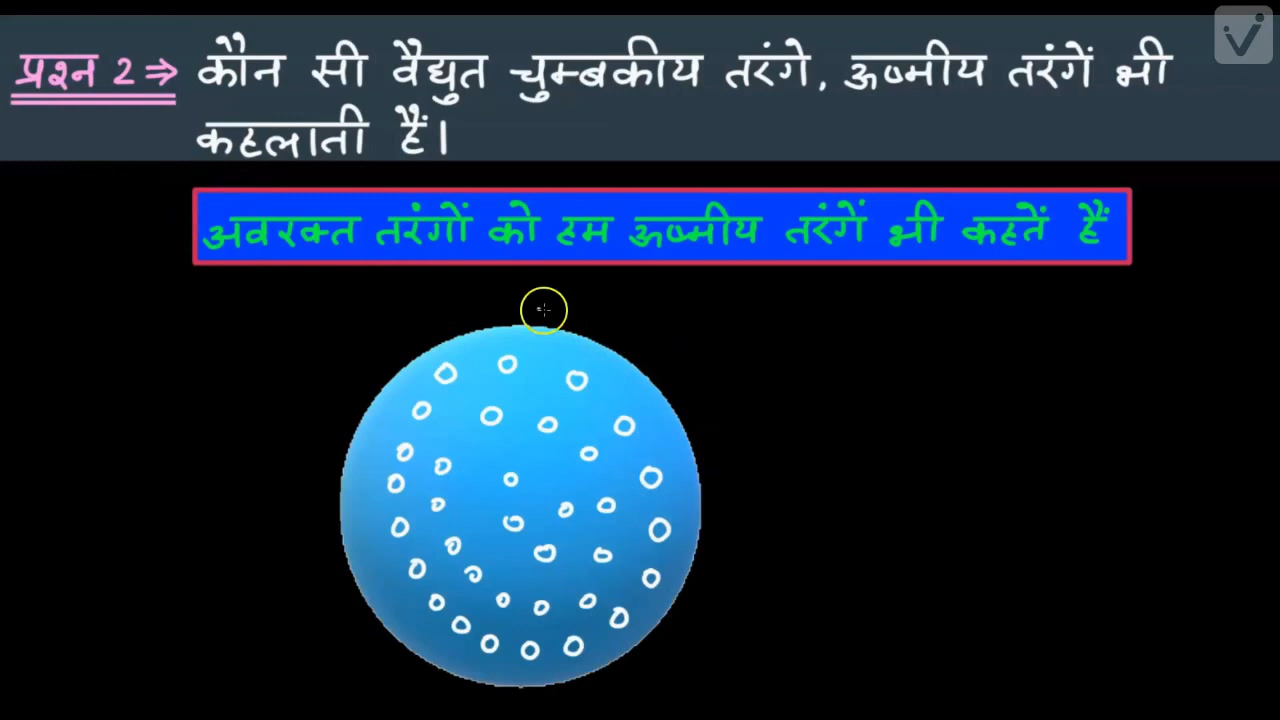 प्रश्न 2⇒ कौन सी वैद्युत चुम्बकीय तरंगे, ऊष्मीय तरंगें भी
कहलाती हैं।
अवरक्त तरंगों को हम ऊष्मीय तरंगें भी कहतें हैं